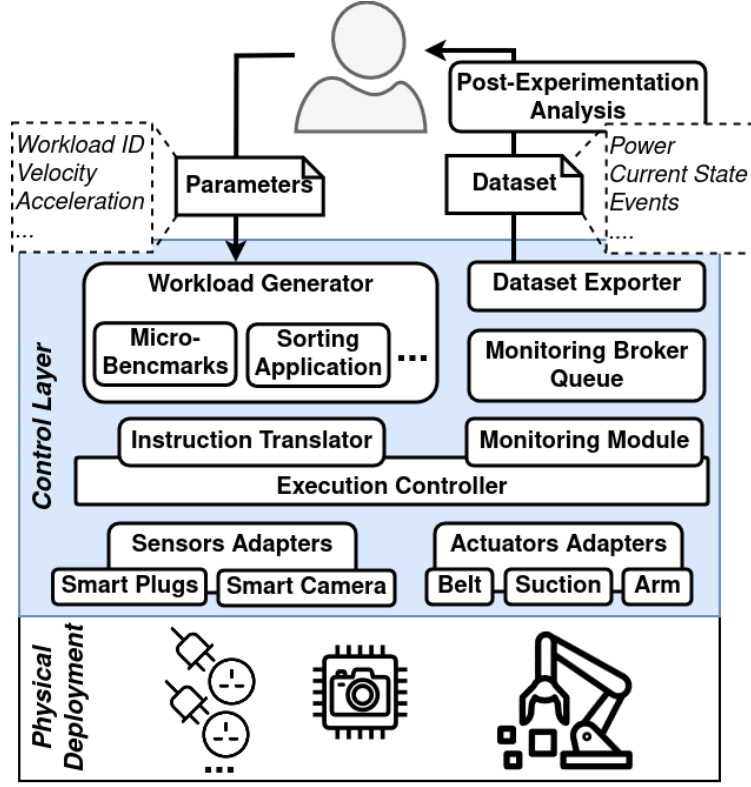 Post-Experimentation
Analysis
Workload ID
Velocity
Acceleration
...
Parameters
Dataset
Power
Current State
Events
....
Control Layer
Workload Generator
Micro-
Bencmarks
Sorting
Application
...
Dataset Exporter
Monitoring Broker
Queue
Instruction Translator
Monitoring Module
Execution Controller
Sensors Adapters
Smart Plugs
Smart Camera
Actuators Adapters
Belt
Suction
Arm
Physical
Deployment
...